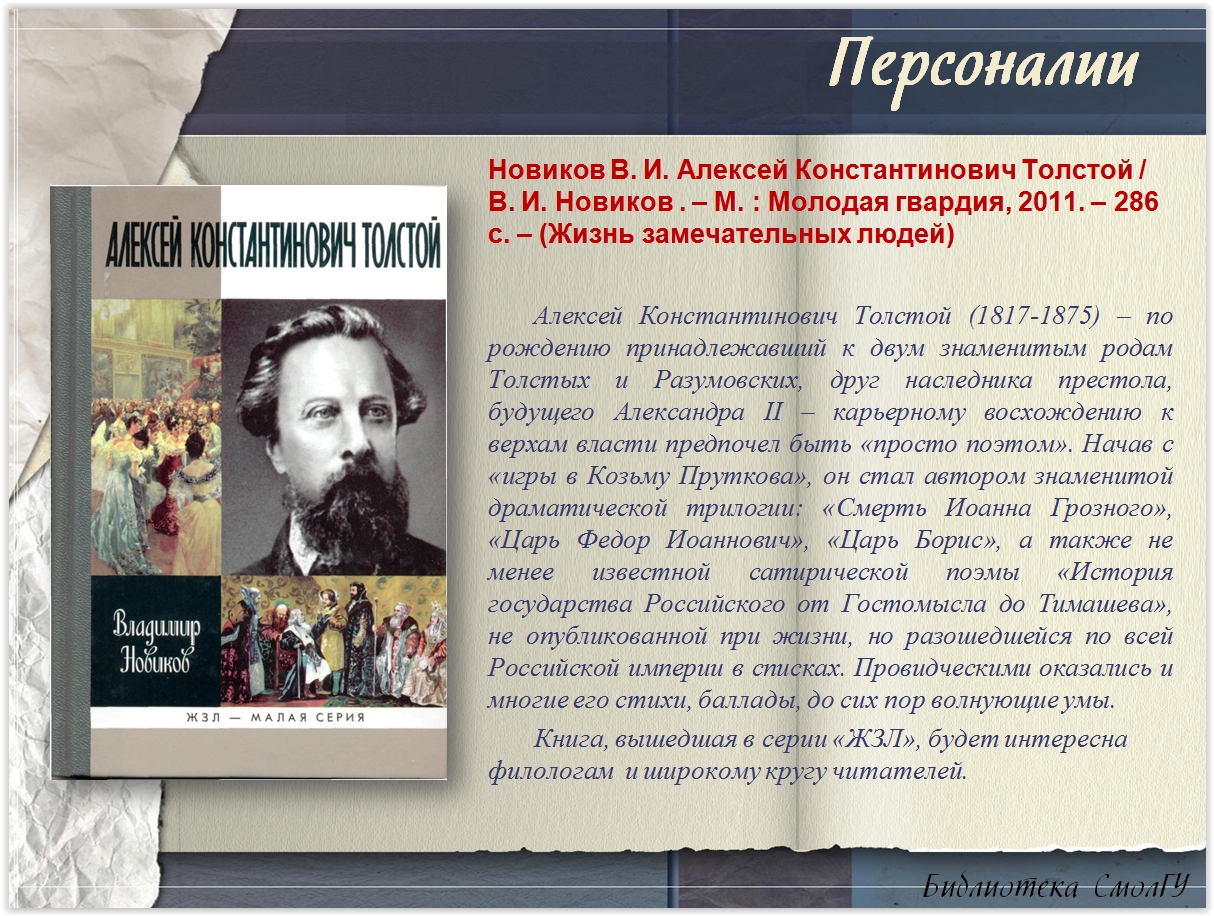 Персоналии
Новиков В. И. Алексей Константинович Толстой /
В. И. Новиков . – М. : Молодая гвардия, 2011. – 286
с. – (Жизнь замечательных людей)
АЛЕКСЕЙ КОНСТАНТИНОВИЧ ТОЛСТОЙ
Владимир
Новиков
ЖЗЛ — МАЛАЯ СЕРИЯ
Алексей Константинович Толстой (1817-1875) – по
рождению принадлежавший к двум знаменитым родам
Толстых и Разумовских, друг наследника престола,
будущего Александра II – карьерному восхождению к
верхам власти предпочел быть «просто поэтом». Начав с
«игры в Козьму Пруткова», он стал автором знаменитой
драматической трилогии: «Смерть Иоанна Грозного»,
«Царь Федор Иоаннович», «Царь Борис», а также не
менее известной сатирической поэмы «История
государства Российского от Гостомысла до Тимашева»,
не опубликованной при жизни, но разошедшейся по всей
Российской империи в списках. Провидческими оказались и
многие его стихи, баллады, до сих пор волнующие умы.
Книга, вышедшая в серии «ЖЗЛ», будет интересна
филологам и широкому кругу читателей.
Библиотека СмолГУ